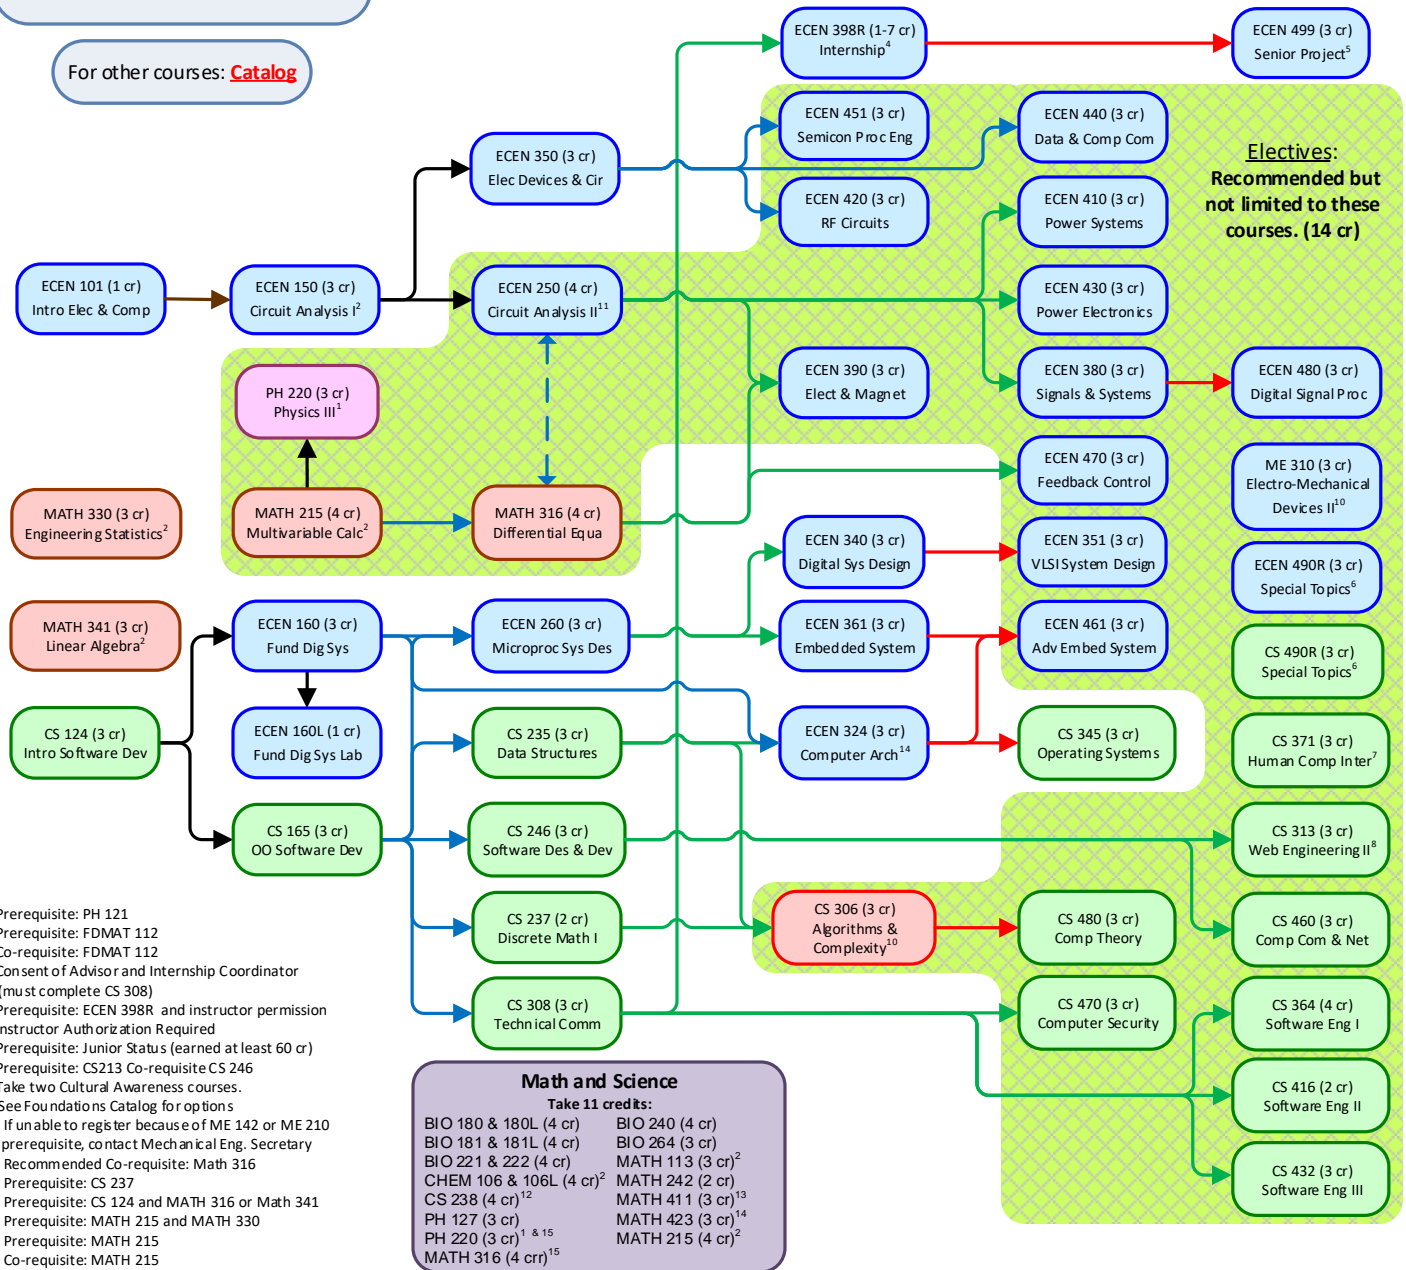 For other courses: Catalog
ECEN 398R (1-7 cr)
Internship4
ECEN 499 (3 cr)
Senior Project5
ECEN 451 (3 cr)
Semicon Proc Eng
ECEN 440 (3 cr)
Data & Comp Com
Electives:
Recommended but
not limited to these
courses. (14 cr)
ECEN 350 (3 cr)
Elec Devices & Cir
ECEN 420 (3 cr)
RF Circuits
ECEN 410 (3 cr)
Power Systems
ECEN 101 (1 cr)
Intro Elec & Comp
ECEN 150 (3 cr)
Circuit Analysis I2
ECEN 250 (4 cr)
Circuit Analysis II11
ECEN 430 (3 cr)
Power Electronics
PH 220 (3 cr)
Physics III1
ECEN 390 (3 cr)
Elect & Magnet
ECEN 380 (3 cr)
Signals & Systems
ECEN 480 (3 cr)
Digital Signal Proc
ECEN 470 (3 cr)
Feedback Control
ME 310 (3 cr)
Electro-Mechanical
Devices II10
MATH 330 (3 cr)
Engineering Statistics2
MATH 215 (4 cr)
Multivariable Calc2
MATH 316 (4 cr)
Differential Equa
ECEN 340 (3 cr)
Digital Sys Design
ECEN 351 (3 cr)
VLSI System Design
ECEN 490R (3 cr)
Special Topics6
MATH 341 (3 cr)
Linear Algebra2
ECEN 160 (3 cr)
Fund Dig Sys
ECEN 260 (3 cr)
Microproc Sys Des
ECEN 361 (3 cr)
Embedded System
ECEN 461 (3 cr)
Adv Embed System
CS 490R (3 cr)
Special Topics6
CS 124 (3 cr)
Intro Software Dev
ECEN 160L (1 cr)
Fund Dig Sys Lab
CS 235 (3 cr)
Data Structures
ECEN 324 (3 cr)
Computer Arch14
CS 345 (3 cr)
Operating Systems
CS 371 (3 cr)
Human Comp Inter7
CS 165 (3 cr)
OO Software Dev
CS 246 (3 cr)
Software Des & Dev
CS 313 (3 cr)
Web Engineering II8
CS 237 (2 cr)
Discrete Math I
CS 306 (3 cr)
Algorithms &
Complexity10
CS 480 (3 cr)
Comp Theory
CS 460 (3 cr)
Comp Com & Net
CS 308 (3 cr)
Technical Comm
CS 470 (3 cr)
Computer Security
CS 364 (4 cr)
Software Eng I
CS 416 (2 cr)
Software Eng II
CS 432 (3 cr)
Software Eng III
Prerequisite: PH 121
Prerequisite: FDMAT 112
Co-requisite: FDMAT 112
Consent of Advisor and Internship Coordinator
(must complete CS 308)
Prerequisite: ECEN 398R and instructor permission
Instructor Authorization Required
Prerequisite: Junior Status (earned at least 60 cr)
Prerequisite: CS213 Co-requisite CS 246
Take two Cultural Awareness courses.
See Foundations Catalog for options
If unable to register because of ME 142 or ME 210
prerequisite, contact Mechanical Eng. Secretary
Recommended Co-requisite: Math 316
Prerequisite: CS 237
Prerequisite: CS 124 and MATH 316 or Math 341
Prerequisite: MATH 215 and MATH 330
Prerequisite: MATH 215
Co-requisite: MATH 215
Math and Science
Take 11 credits:
BIO 180 & 180L (4 cr)
BIO 181 & 181L (4 cr)
BIO 221 & 222 (4 cr)
CHEM 106 & 106L (4 cr)2
CS 238 (4 cr)12
PH 127 (3 cr)
PH 220 (3 cr)1 & 15
MATH 316 (4 crr)15
BIO 240 (4 cr)
BIO 264 (3 cr)
MATH 113 (3 cr)2
MATH 242 (2 cr)
MATH 411 (3 cr)13
MATH 423 (3 cr)14
MATH 215 (4 cr)2